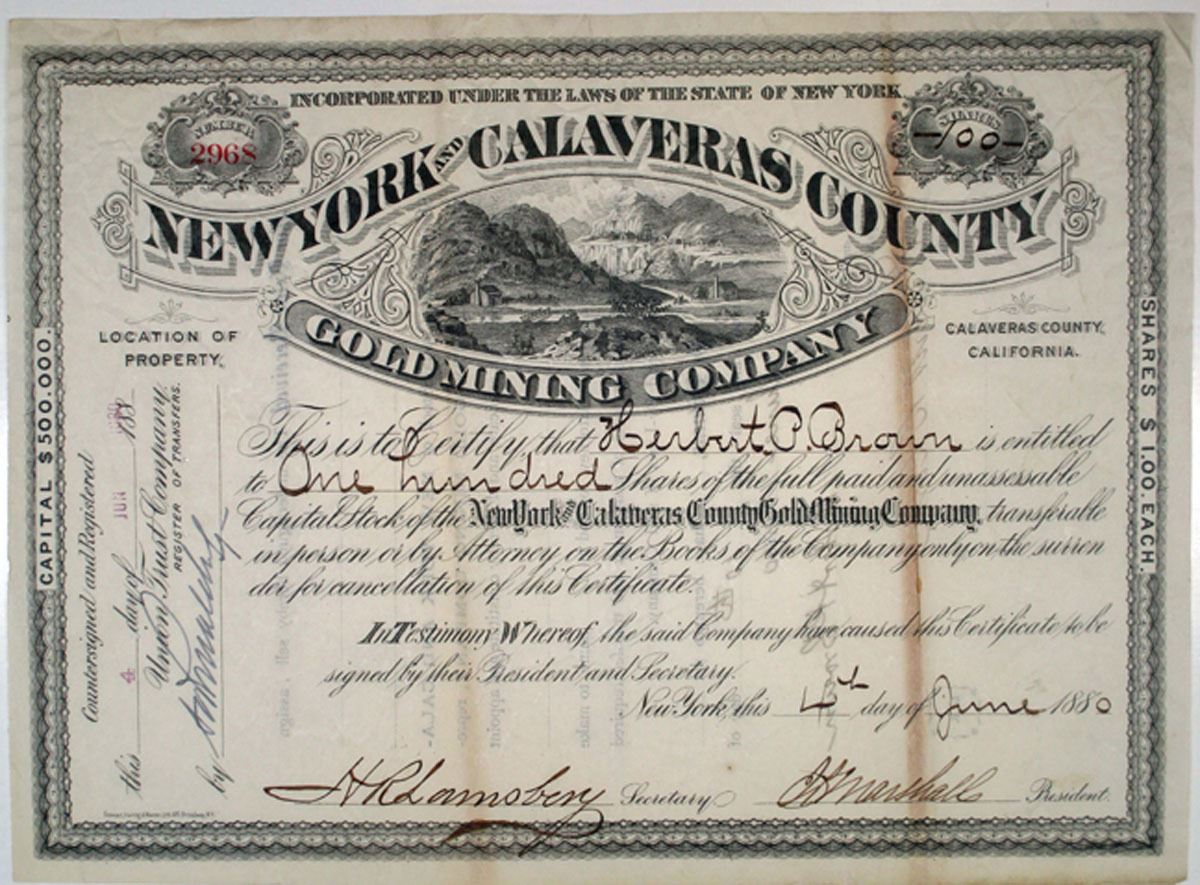 INCORPORATED UNDER THE LAWS OF THE STATE OF NEW YORK
NUMBER
2968
SHARES
-100-
NEW YORK AND CALAVERAS COUNTY
GOLD MINING COMPANY
LOCATION OF
PROPERTY.
CALAVERAS COUNTY,
CALIFORNIA.
CAPITAL $500.000.
SHARES $1.00. EACH.
This is to Certify that Herbert. P. Brown is entitled
to One hundred Shares of the full paid and unassessable
Capital Stock of the New York and Calaveras County Gold Mining Company, transferable
in person or by Attorney on the Books of the Company only on the surren
der for cancellation of this Certificate.
In Testimony Whereof, the said Company have caused this Certificate to be
signed by their President and Secretary.
New York, this 4th day of June 1880
Secretary
Marshall President.
Countersigned and Registered
this 4 day of JUN 188
Union Trust Company,
REGISTER OF TRANSFERS.
by